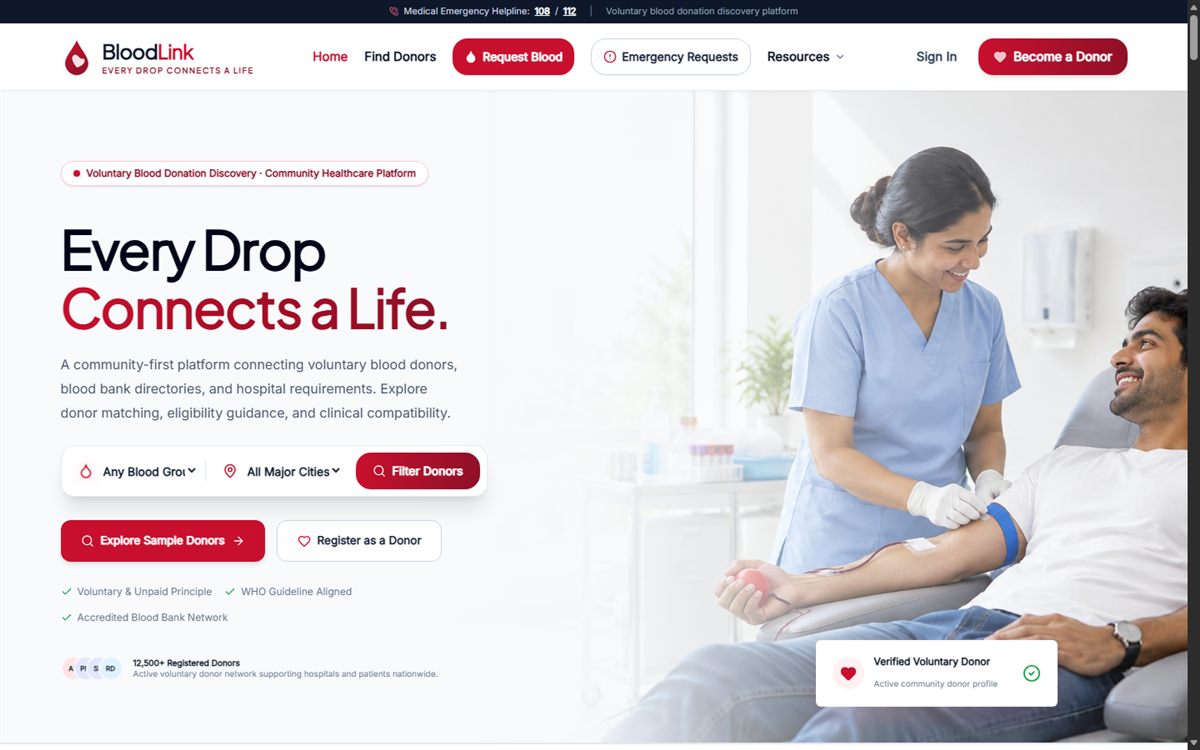 Medical Emergency Helpline: 108 / 112 Voluntary blood donation discovery platform
BloodLink
EVERY DROP CONNECTS A LIFE
Home
Find Donors
Request Blood
Emergency Requests
Resources
Sign In
Become a Donor
Voluntary Blood Donation Discovery · Community Healthcare Platform
Every Drop
Connects a Life.
A community-first platform connecting voluntary blood donors,
blood bank directories, and hospital requirements. Explore
donor matching, eligibility guidance, and clinical compatibility.
Any Blood Grou
All Major Cities
Filter Donors
Explore Sample Donors
Register as a Donor
Voluntary & Unpaid Principle
WHO Guideline Aligned
Accredited Blood Bank Network
RD
12,500+ Registered Donors
Active voluntary donor network supporting hospitals and patients nationwide.
Verified Voluntary Donor
Active community donor profile